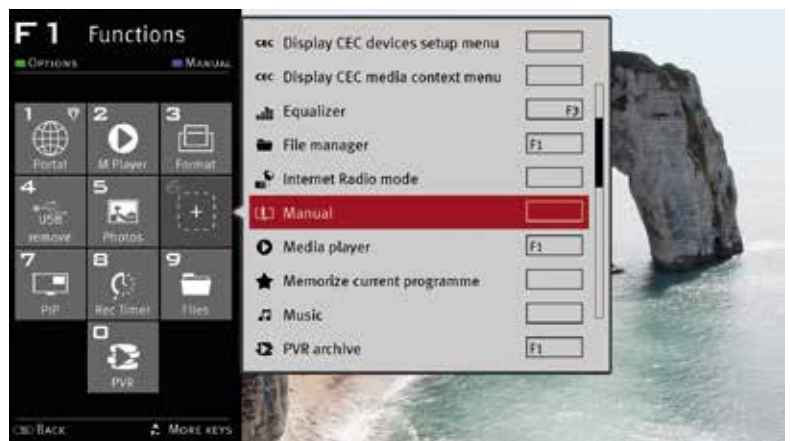 F1 Functions
OPTIONS MANUAL
1
Portal
2
M.Player
3
Format
4
USB
remove
5
Photos
6
+
7
PiP
8
Rec Timer
9
Files
0
PVR
BACK MORE KEYS
CEC Display CEC devices setup menu
CEC Display CEC media context menu
Equalizer F3
File manager F1
Internet Radio mode
Manual
Media player F1
Memorize current programme
Music
PVR archive F1